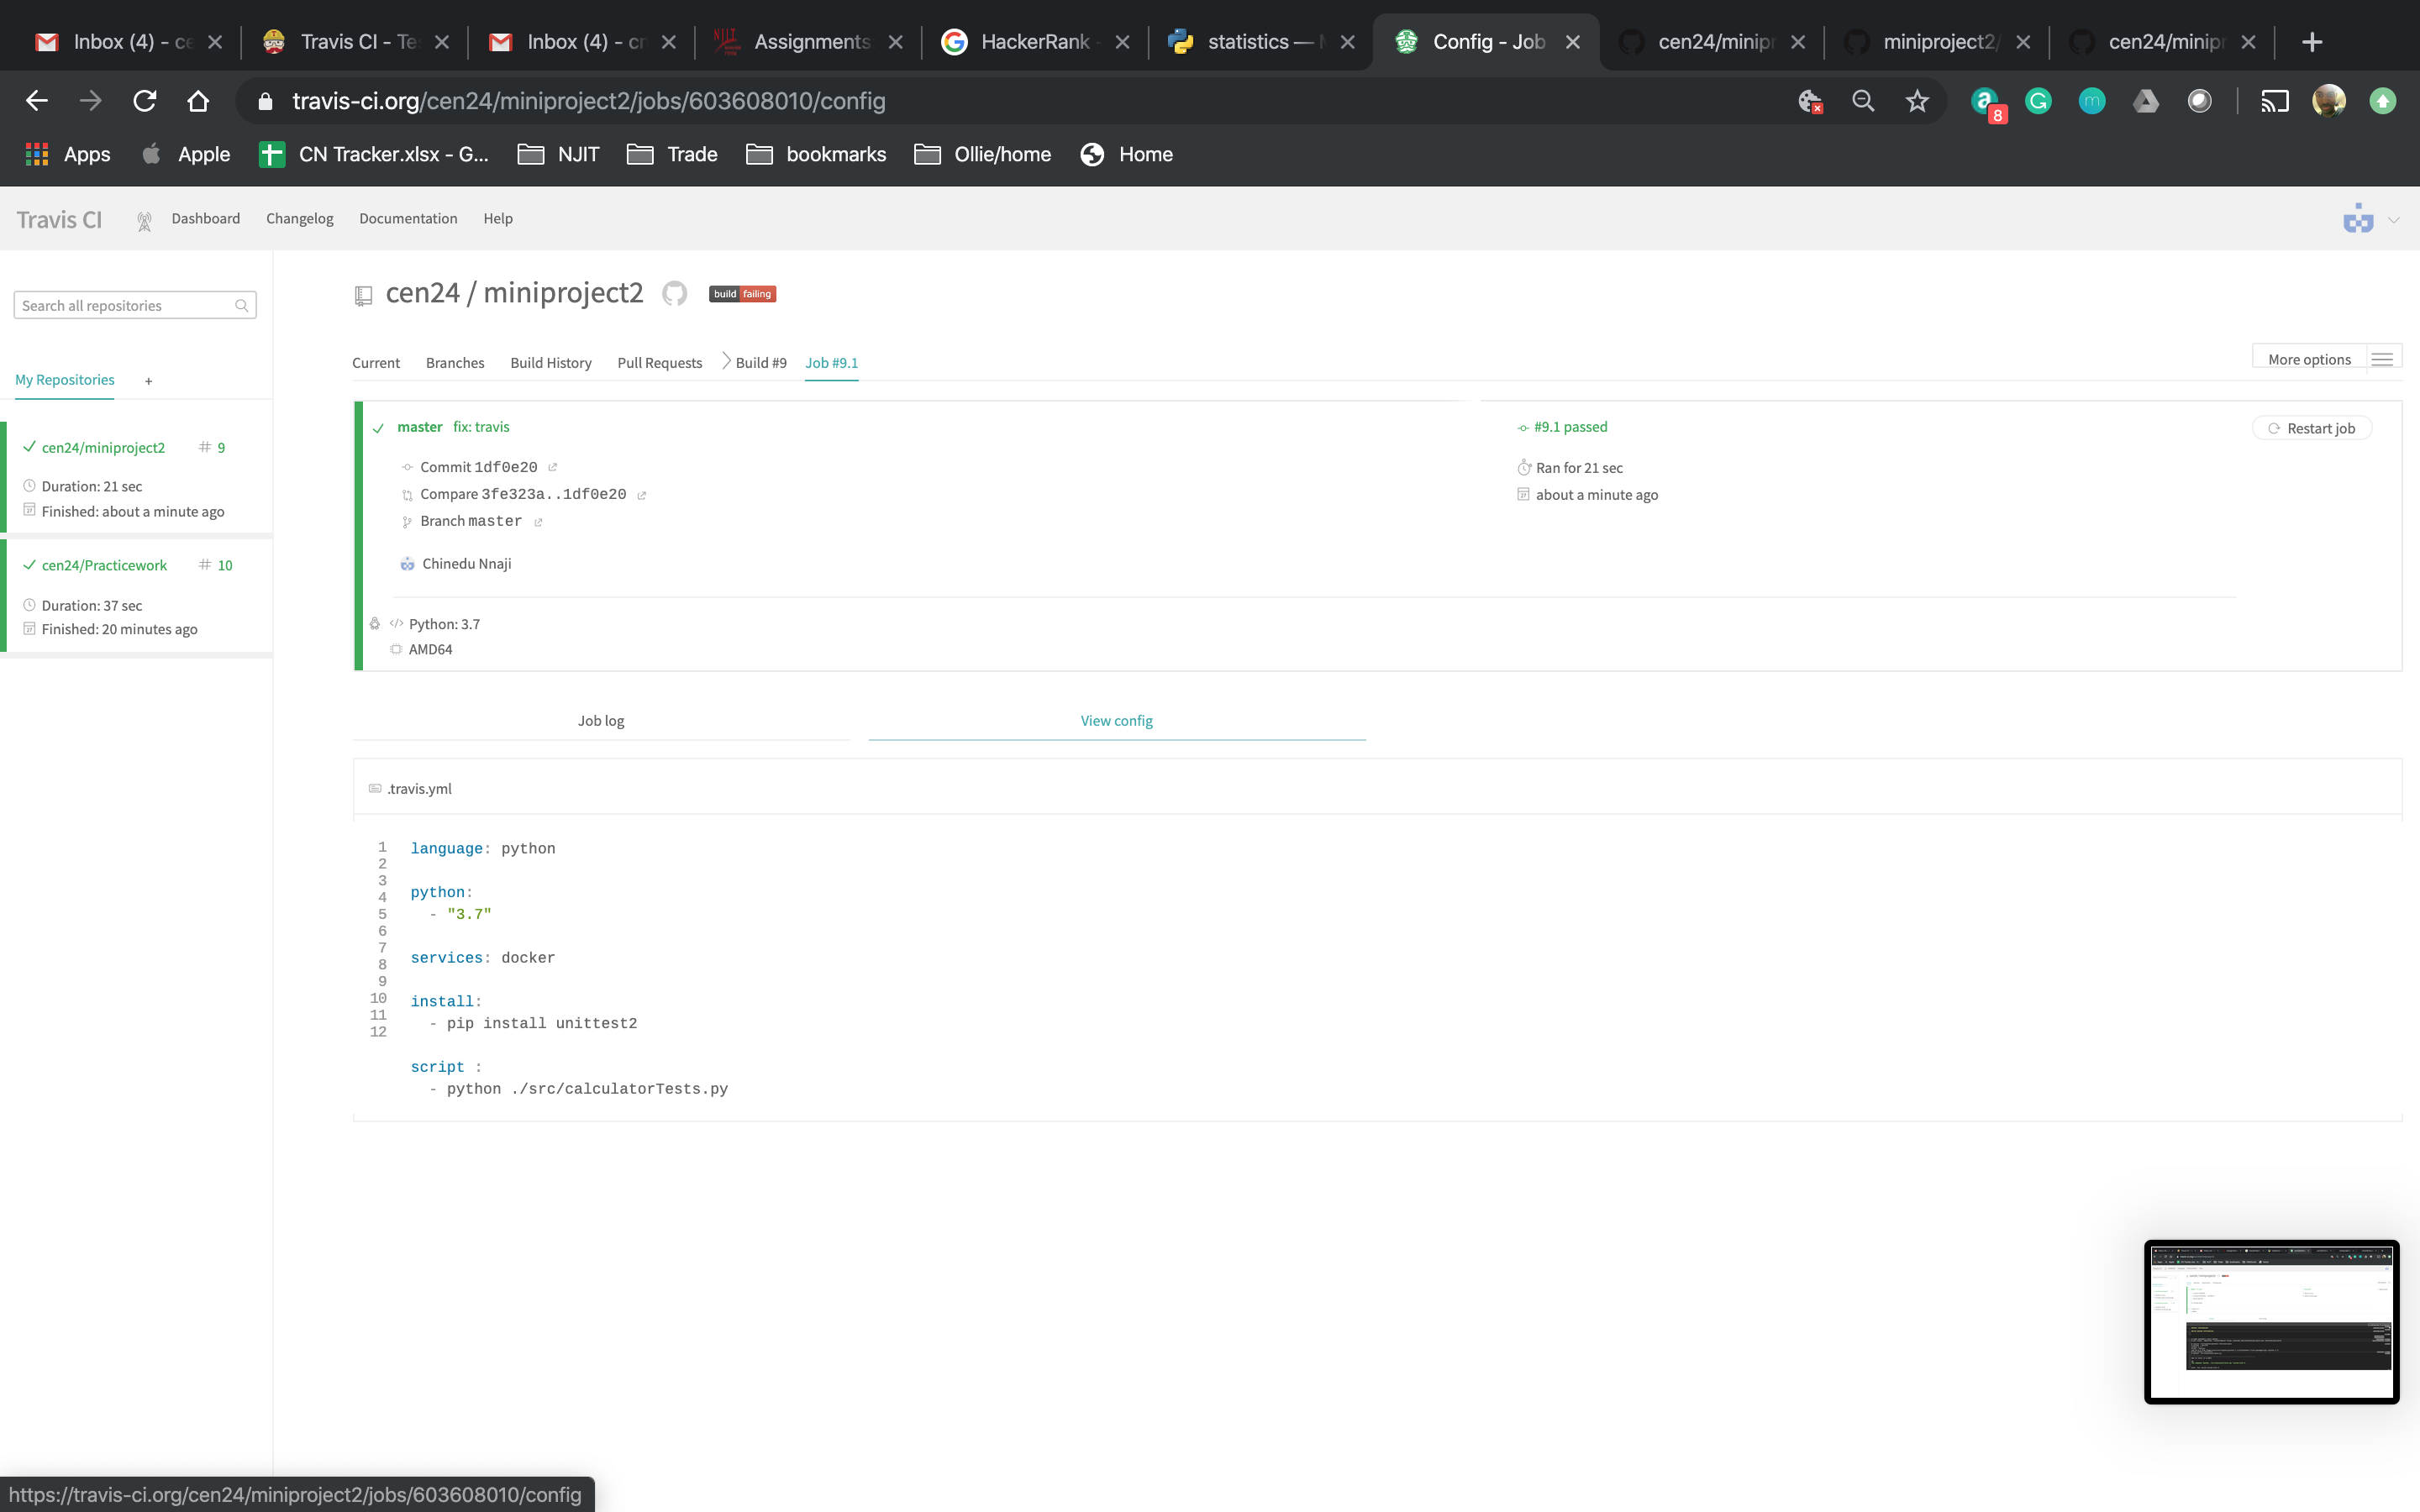 Inbox (4) - ce
Travis CI - Te
Inbox (4) - cr
Assignments
HackerRank -
statistics —
Config - Job
cen24/minipr
miniproject2/
cen24/minipr
travis-ci.org/cen24/miniproject2/jobs/603608010/config
8
Apps
Apple
CN Tracker.xlsx - G...
NJIT
Trade
bookmarks
Ollie/home
Home
Travis CI
Dashboard
Changelog
Documentation
Help
Search all repositories
My Repositories +
cen24/miniproject2 # 9
Duration: 21 sec
Finished: about a minute ago
cen24/Practicework # 10
Duration: 37 sec
Finished: 20 minutes ago
cen24 / miniproject2
build failing
Current
Branches
Build History
Pull Requests
Build #9
Job #9.1
More options
master fix: travis
Commit 1df0e20
Compare 3fe323a..1df0e20
Branch master
Chinedu Nnaji
Python: 3.7
AMD64
#9.1 passed
Ran for 21 sec
about a minute ago
Restart job
Job log
View config
.travis.yml
1
2
3
4
5
6
7
8
9
10
11
12
language: python
python:
- "3.7"
services: docker
install:
- pip install unittest2
script :
- python ./src/calculatorTests.py
https://travis-ci.org/cen24/miniproject2/jobs/603608010/config